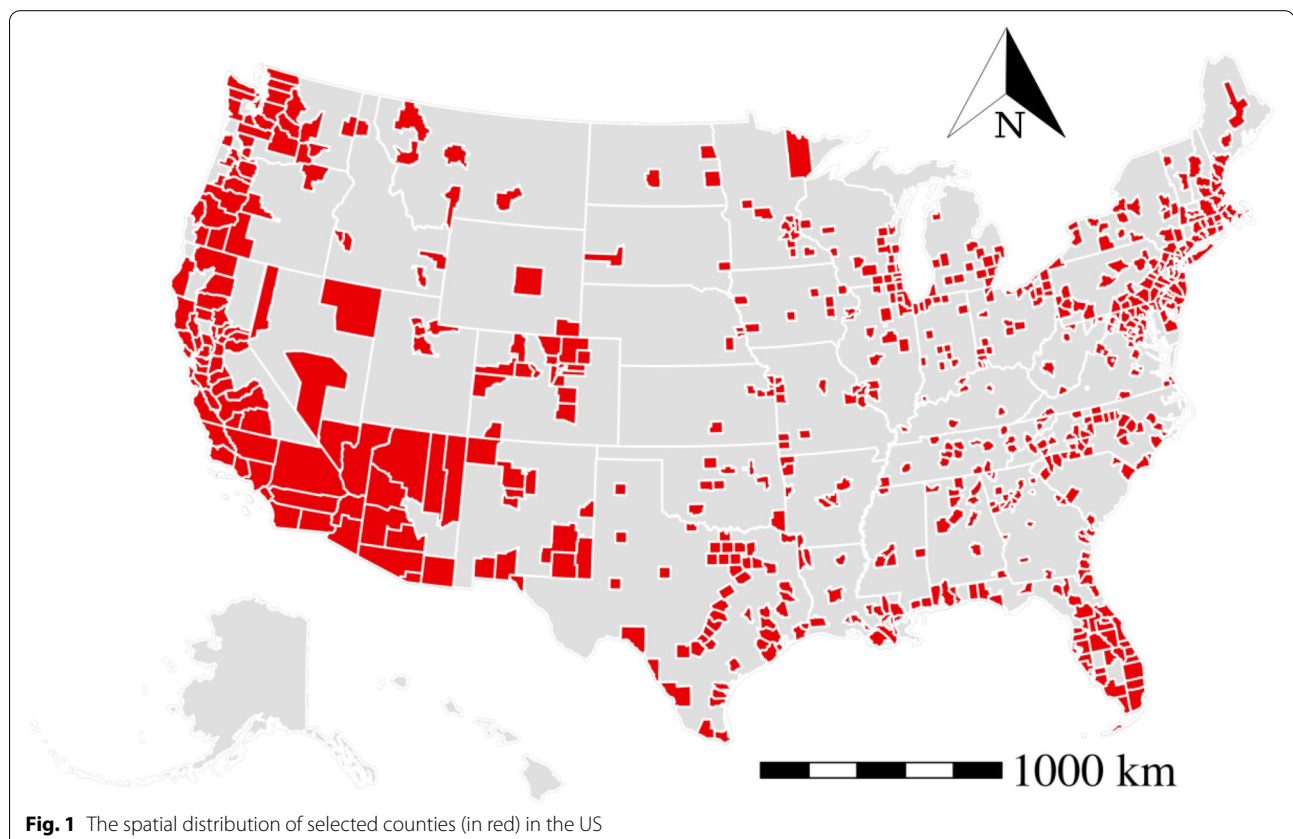 N
1000 km
Fig. 1 The spatial distribution of selected counties (in red) in the US